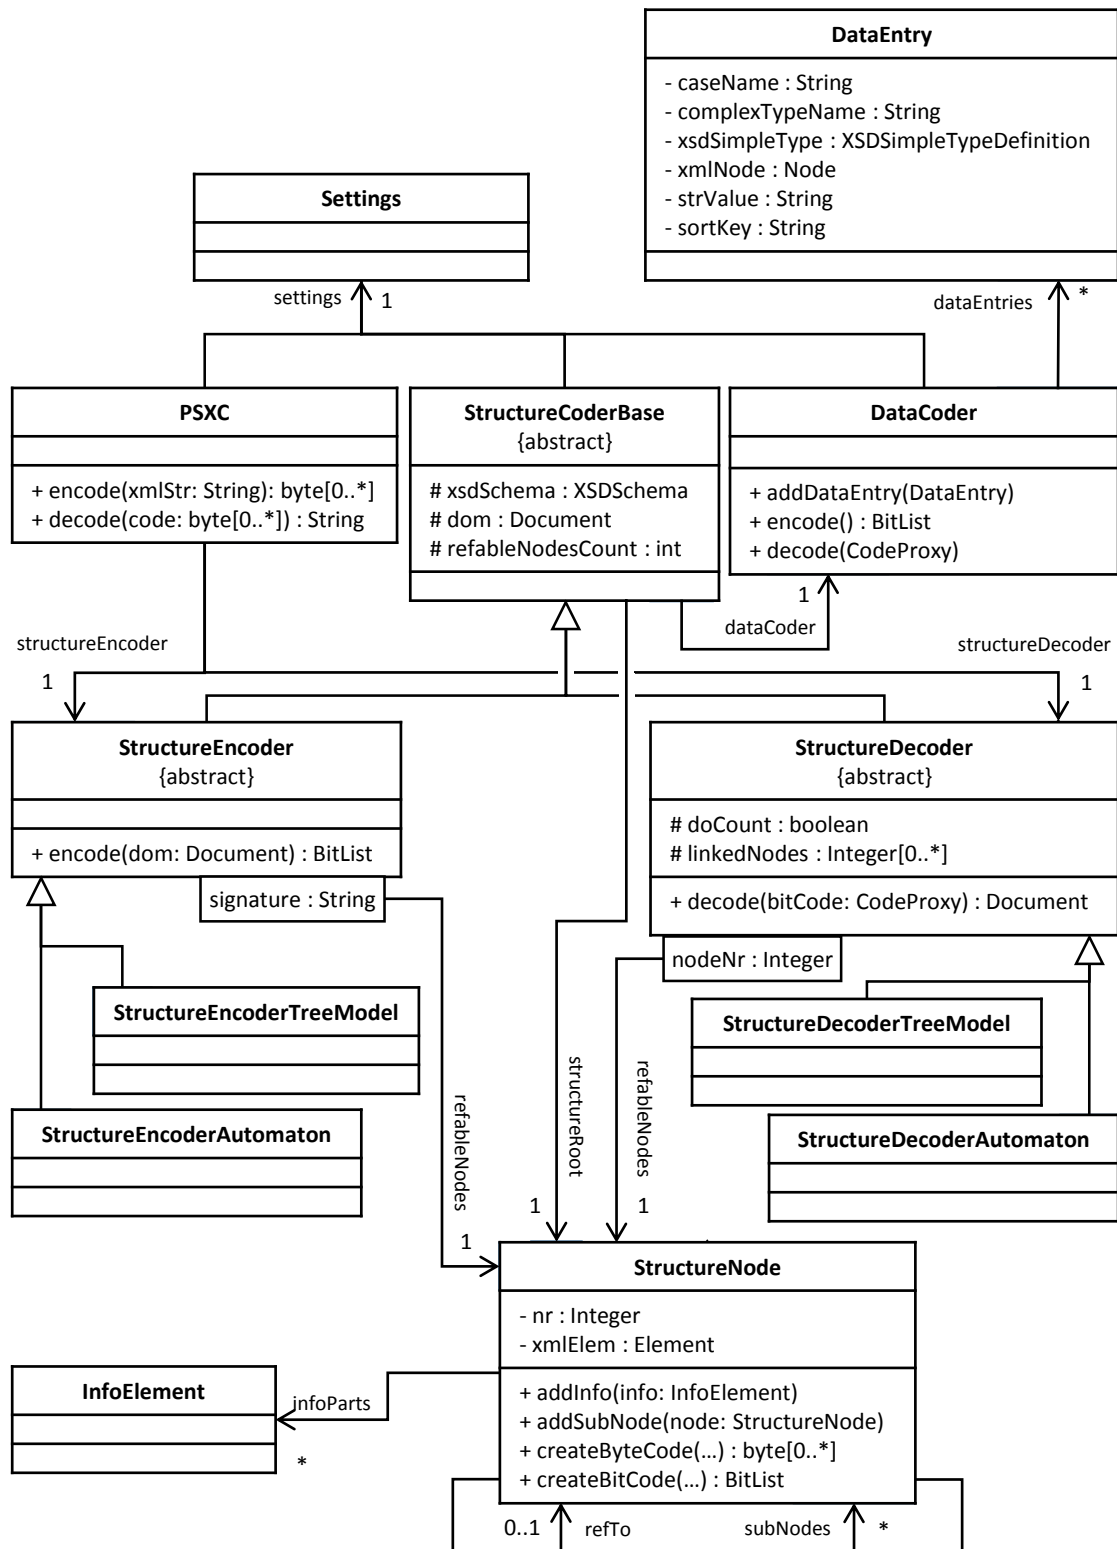 DataEntry
- caseName : String
- complexTypeName : String
- xsdSimpleType : XSDSimpleTypeDefinition
- xmlNode : Node
- strValue : String
- sortKey : String
Settings
settings
1
dataEntries
*
PSXC
+ encode(xmlStr: String): byte[0..*]
+ decode(code: byte[0..*]) : String
StructureCoderBase
{abstract}
# xsdSchema : XSDSchema
# dom : Document
# refableNodesCount : int
DataCoder
+ addDataEntry(DataEntry)
+ encode() : BitList
+ decode(CodeProxy)
1
dataCoder
structureEncoder
1
structureDecoder
1
StructureEncoder
{abstract}
+ encode(dom: Document) : BitList
signature : String
StructureDecoder
{abstract}
# doCount : boolean
# linkedNodes : Integer[0..*]
+ decode(bitCode: CodeProxy) : Document
nodeNr : Integer
StructureEncoderTreeModel
StructureDecoderTreeModel
StructureEncoderAutomaton
StructureDecoderAutomaton
refableNodes
1
structureRoot
1
refableNodes
1
StructureNode
- nr : Integer
- xmlElem : Element
+ addInfo(info: InfoElement)
+ addSubNode(node: StructureNode)
+ createByteCode(...) : byte[0..*]
+ createBitCode(...) : BitList
InfoElement
infoParts
*
0..1
refTo
subNodes
*